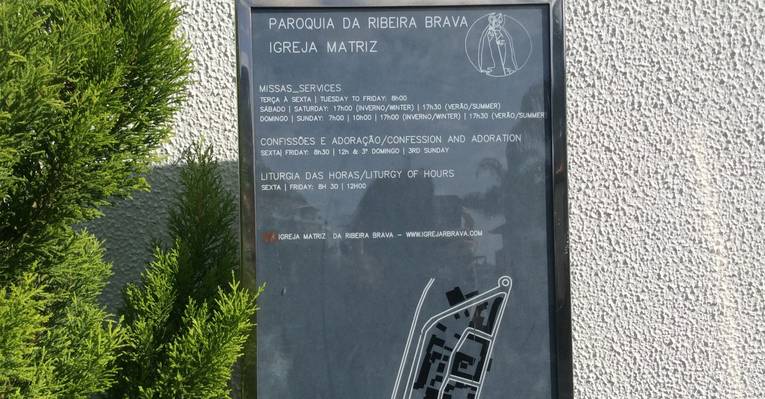 PAROQUIA DA RIBEIRA BRAVA
IGREJA MATRIZ
MISSAS_SERVICES
TERÇA À SEXTA | TUESDAY TO FRIDAY: 8h00
SÁBADO | SATURDAY: 17h00 (INVERNO/WINTER) | 17h30 (VERÃO/SUMMER)
DOMINGO | SUNDAY: 7h00 | 10h00 | 17h00 (INVERNO/WINTER) | 17h30 (VERÃO/SUMMER)
CONFISSÕES E ADORAÇÃO/CONFESSION AND ADORATION
SEXTA| FRIDAY: 8h30 | 12h & 3º DOMINGO | 3RD SUNDAY
LITURGIA DAS HORAS/LITURGY OF HOURS
SEXTA | FRIDAY: 8H 30 | 12H00
IGREJA MATRIZ DA RIBEIRA BRAVA - WWW.IGREJARBRAVA.COM